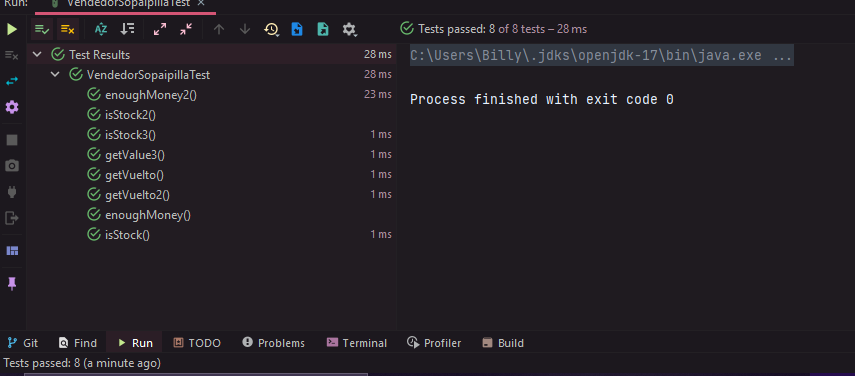 Run: VendedorSopaipillaTest ×
Tests passed: 8 of 8 tests – 28 ms
Test Results 28 ms
VendedorSopaipillaTest 28 ms
enoughMoney2() 23 ms
isStock2()
isStock3() 1 ms
getValue3() 1 ms
getVuelto() 1 ms
getVuelto2() 1 ms
enoughMoney()
isStock() 1 ms
C:\Users\Billy\.jdks\openjdk-17\bin\java.exe ...
Process finished with exit code 0
Git Find Run TODO Problems Terminal Profiler Build
Tests passed: 8 (a minute ago)